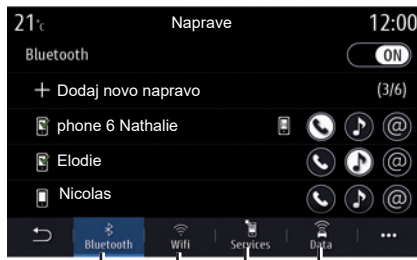 21°c Naprave 12:00
Bluetooth ON
+ Dodaj novo napravo (3/6)
phone 6 Nathalie @
Elodie @
Nicolas @
Bluetooth Wifi Services Data ...